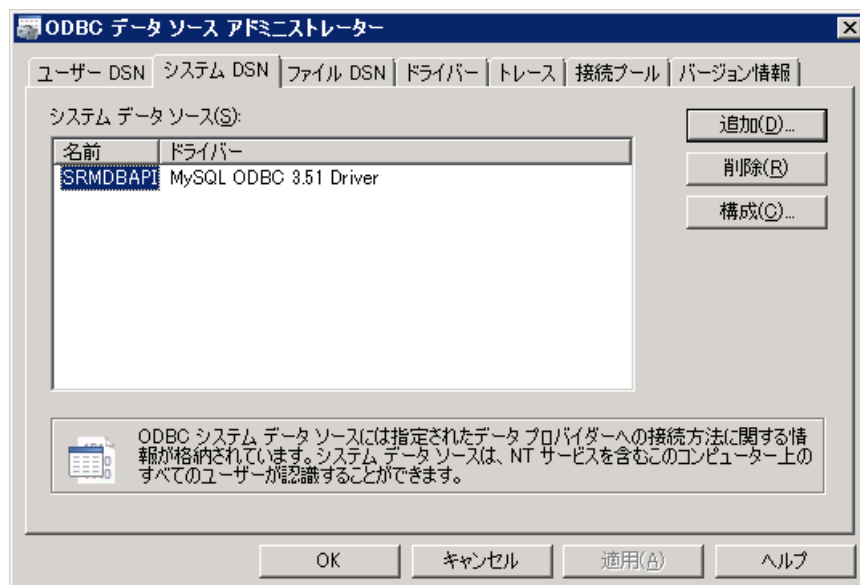 ODBC データ ソース アドミニストレーター
ユーザー DSN システム DSN ファイル DSN ドライバー トレース 接続プール バージョン情報
システム データ ソース(S):
名前 ドライバー
SRMDBAPI MySQL ODBC 3.51 Driver
追加(D)...
削除(R)
構成(C)...
ODBC システム データ ソースには指定されたデータ プロバイダーへの接続方法に関する情
報が格納されています。システム データ ソースは、NT サービスを含むこのコンピューター上の
すべてのユーザーが認識することができます。
OK キャンセル 適用(A) ヘルプ